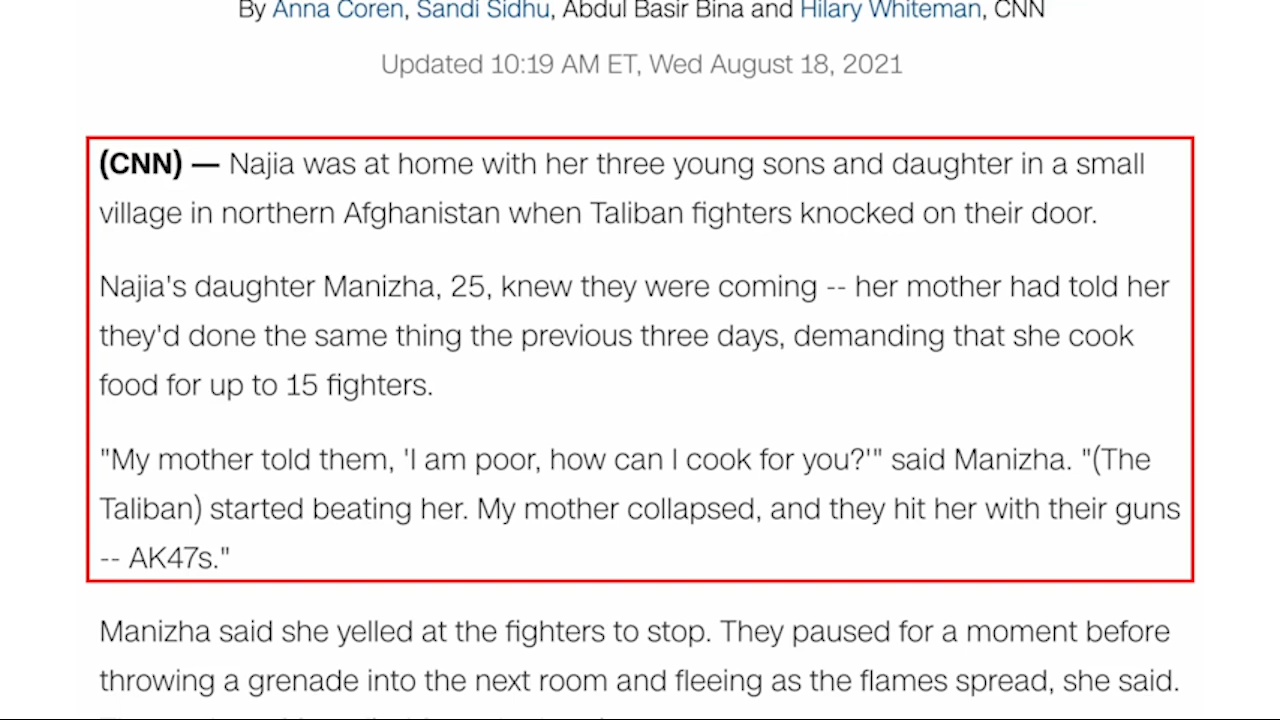 By Anna Coren, Sandi Sidhu, Abdul Basir Bina and Hilary Whiteman, CNN
Updated 10:19 AM ET, Wed August 18, 2021
(CNN) — Najia was at home with her three young sons and daughter in a small
village in northern Afghanistan when Taliban fighters knocked on their door.
Najia's daughter Manizha, 25, knew they were coming -- her mother had told her
they'd done the same thing the previous three days, demanding that she cook
food for up to 15 fighters.
"My mother told them, 'I am poor, how can I cook for you?'" said Manizha. "(The
Taliban) started beating her. My mother collapsed, and they hit her with their guns
-- AK47s."
Manizha said she yelled at the fighters to stop. They paused for a moment before
throwing a grenade into the next room and fleeing as the flames spread, she said.